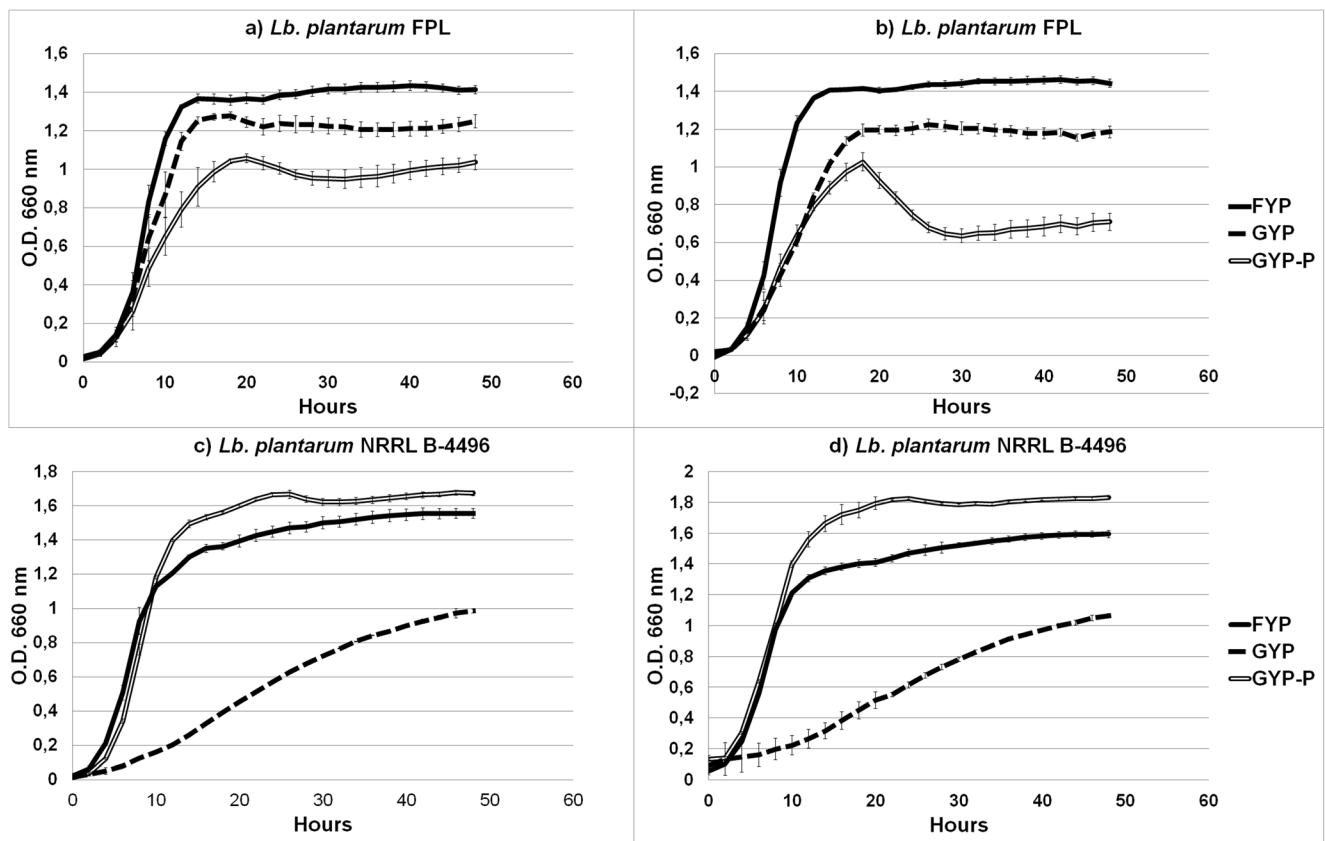 a) Lb. plantarum FPL
1,6
1,4
1,2
1
0,8
0,6
0,4
0,2
0
O.D. 660 nm
0 10 20 30 40 50 60
Hours
b) Lb. plantarum FPL
1,6
1,4
1,2
1
0,8
0,6
0,4
0,2
0
-0,2
O.D. 660 nm
0 10 20 30 40 50 60
Hours
FYP
GYP
GYP-P
c) Lb. plantarum NRRL B-4496
1,8
1,6
1,4
1,2
1
0,8
0,6
0,4
0,2
0
O.D. 660 nm
0 10 20 30 40 50 60
Hours
d) Lb. plantarum NRRL B-4496
2
1,8
1,6
1,4
1,2
1
0,8
0,6
0,4
0,2
0
O.D. 660 nm
0 10 20 30 40 50 60
Hours
FYP
GYP
GYP-P